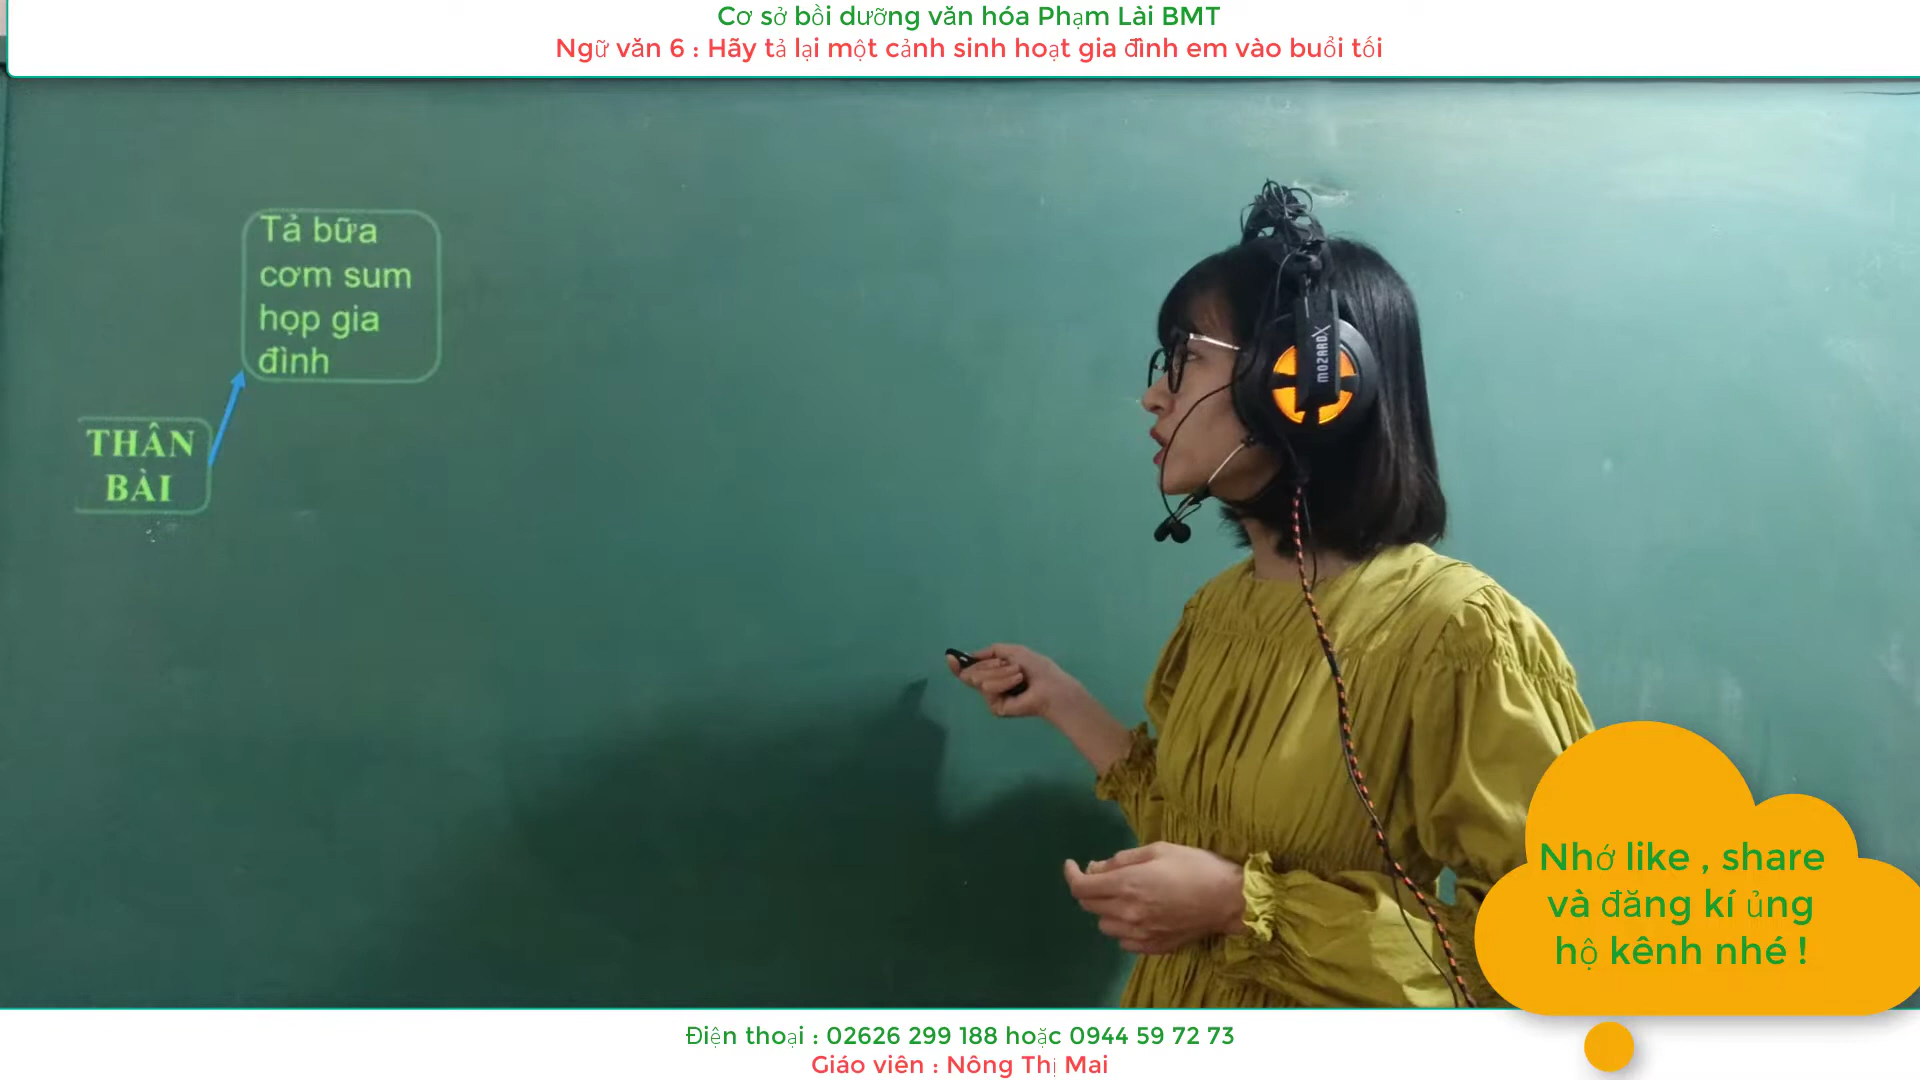 Cơ sở bồi dưỡng văn hóa Phạm Lài BMT
Ngữ văn 6 : Hãy tả lại một cảnh sinh hoạt gia đình em vào buổi tối
Tả bữa
cơm sum
họp gia
đình
THÂN
BÀI
MOZARDX
Nhớ like , share
và đăng kí ủng
hộ kênh nhé !
Điện thoại : 02626 299 188 hoặc 0944 59 72 73
Giáo viên : Nông Thị Mai